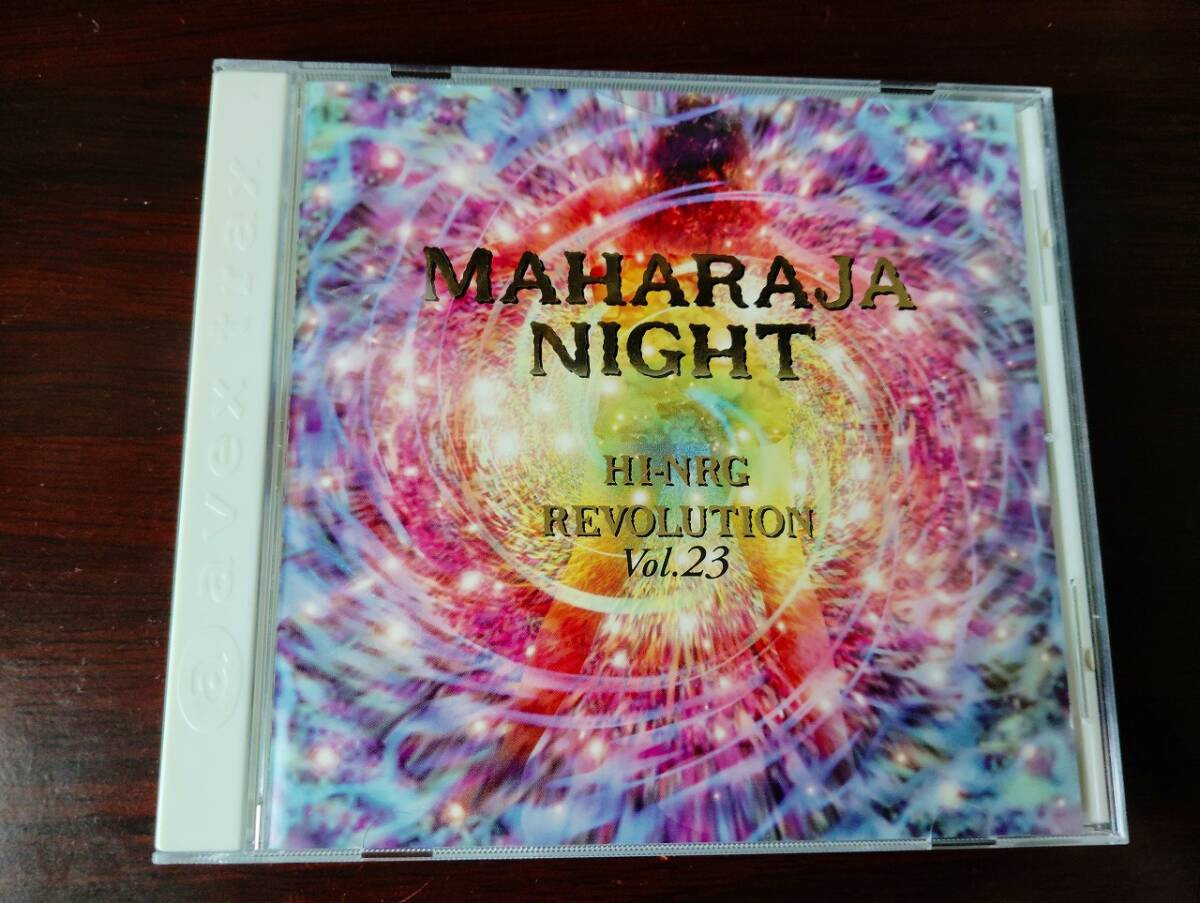 MAHARAJA
NIGHT
HI-NRG
REVOLUTION
Vol.23
a avex trax